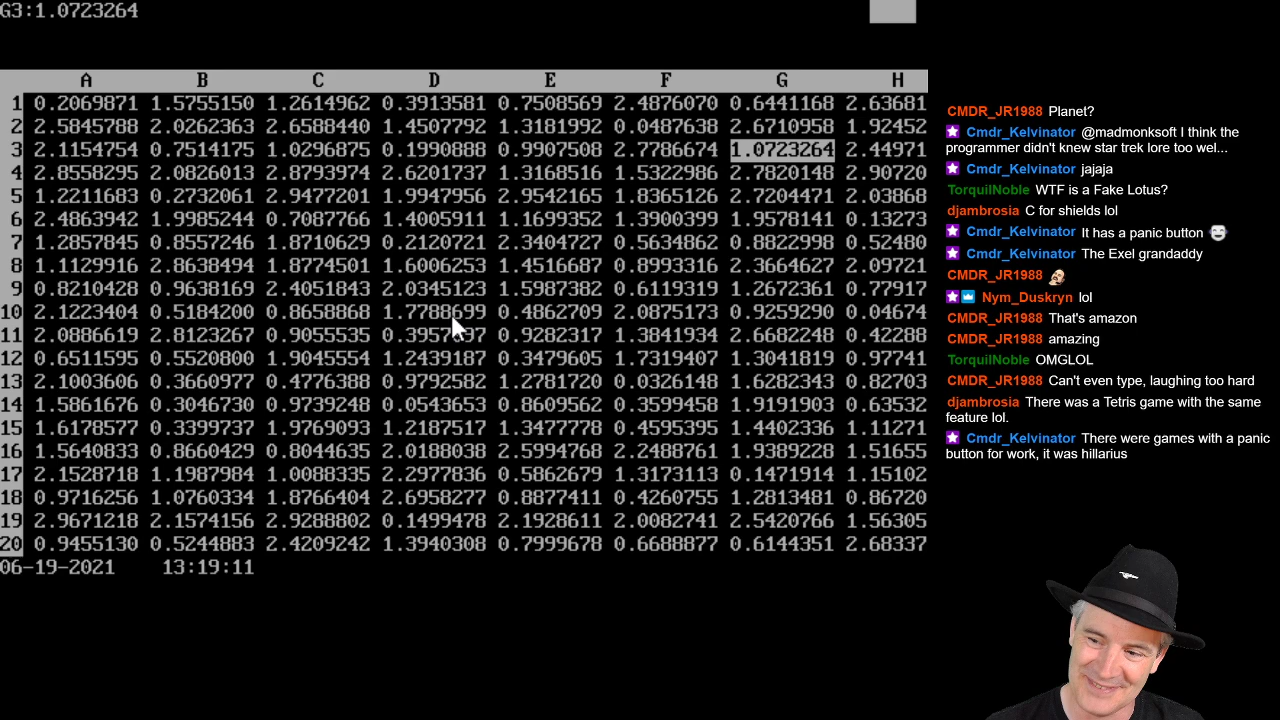 G3:1.0723264
A B C D E F G H
1 0.2069871 1.5755150 1.2614962 0.3913581 0.7508569 2.4876070 0.6441168 2.63681
2 2.5845788 2.0262363 2.6588440 1.4507792 1.3181992 0.0487638 2.6710958 1.92452
3 2.1154754 0.7514175 1.0296875 0.1990888 0.9907508 2.7786674 1.0723264 2.44971
4 2.8558295 2.0826013 2.8793974 2.6201737 1.3168516 1.5322986 2.7820148 2.90720
5 1.2211683 0.2732061 2.9477201 1.9947956 2.9542165 1.8365126 2.7204471 2.03868
6 2.4863942 1.9985244 0.7087766 1.4005911 1.1699352 1.3900399 1.9578141 0.13273
7 1.2857845 0.8557246 1.8710629 0.2120721 2.3404727 0.5634862 0.8822998 0.52480
8 1.1129916 2.8638494 1.8774501 1.6006253 1.4516687 0.8993316 2.3664627 2.09721
9 0.8210428 0.9638169 2.4051843 2.0345123 1.5987382 0.6119319 1.2672361 0.77917
10 2.1223404 0.5184200 0.8658868 1.7788699 0.4862709 2.0875173 0.9259290 0.04674
11 2.0886619 2.8123267 0.9055555 0.9282317 1.3841934 2.6682248 0.42288
12 0.6511595 0.5520800 1.9045554 1.2439187 0.3479605 1.7319407 1.3041819 0.97741
13 2.1003606 0.3660977 0.4776388 0.9792582 1.2781720 0.0326148 1.6282343 0.82703
14 1.5861676 0.3046730 0.9739248 0.0543653 0.8609562 0.3599458 1.9191903 0.63532
15 1.6178577 0.3399737 1.9769093 1.2187517 1.3477778 0.4595395 1.4402336 1.11271
16 1.5640833 0.8660429 0.8044635 2.0188038 2.5994768 2.2488761 1.9389228 1.51655
17 2.1528718 1.1987984 1.0088335 2.2977836 0.5862679 1.3173113 0.1471914 1.15102
18 0.9716256 1.0760334 1.8766404 2.6958277 0.8877411 0.4260755 1.2813481 0.86720
19 2.9671218 2.1574156 2.9288802 0.1499478 2.1928611 2.0082741 2.5420766 1.56305
20 0.9455130 0.5244883 2.4209242 1.3940308 0.7999678 0.6688877 0.6144351 2.68337
06-19-2021 13:19:11
CMDR_JR1988 Planet?
Cmdr_Kelvinator @madmonksoft I think the
programmer didn't knew star trek lore too wel...
Cmdr_Kelvinator jajaja
TorquilNoble WTF is a Fake Lotus?
djambrosia C for shields lol
Cmdr_Kelvinator It has a panic button
Cmdr_Kelvinator The Exel grandaddy
CMDR_JR1988
Nym_Duskryn lol
CMDR_JR1988 That's amazon
CMDR_JR1988 amazing
TorquilNoble OMGLOL
CMDR_JR1988 Can't even type, laughing too hard
djambrosia There was a Tetris game with the same
feature lol.
Cmdr_Kelvinator There were games with a panic
button for work, it was hillarius